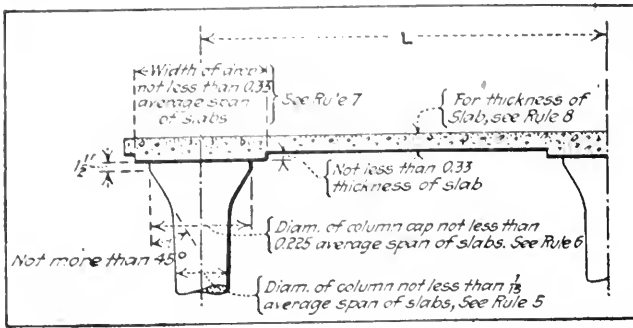 L
Width of drop
not less than 0.33
average span
of slabs
See Rule 7
For thickness of
Slab, see Rule 8
1½"
Not less than 0.33
thickness of slab
Diam. of column cap not less than
0.225 average span of slabs. See Rule 6
Not more than 45°
Diam. of column not less than 1/13
average span of slabs, See Rule 5